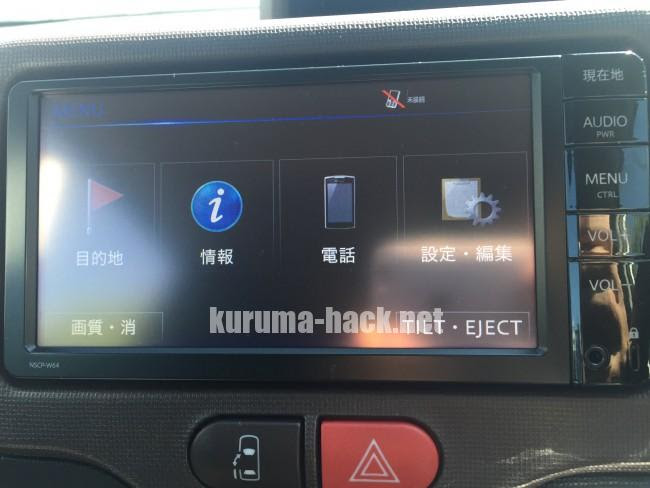 MENU
未接続
現在地
AUDIO
PWR
MENU
CTRL
目的地
情報
電話
設定・編集
VOL+
VOL−
画質・消
TILT・EJECT
kuruma-hack.net
NSCP-W64